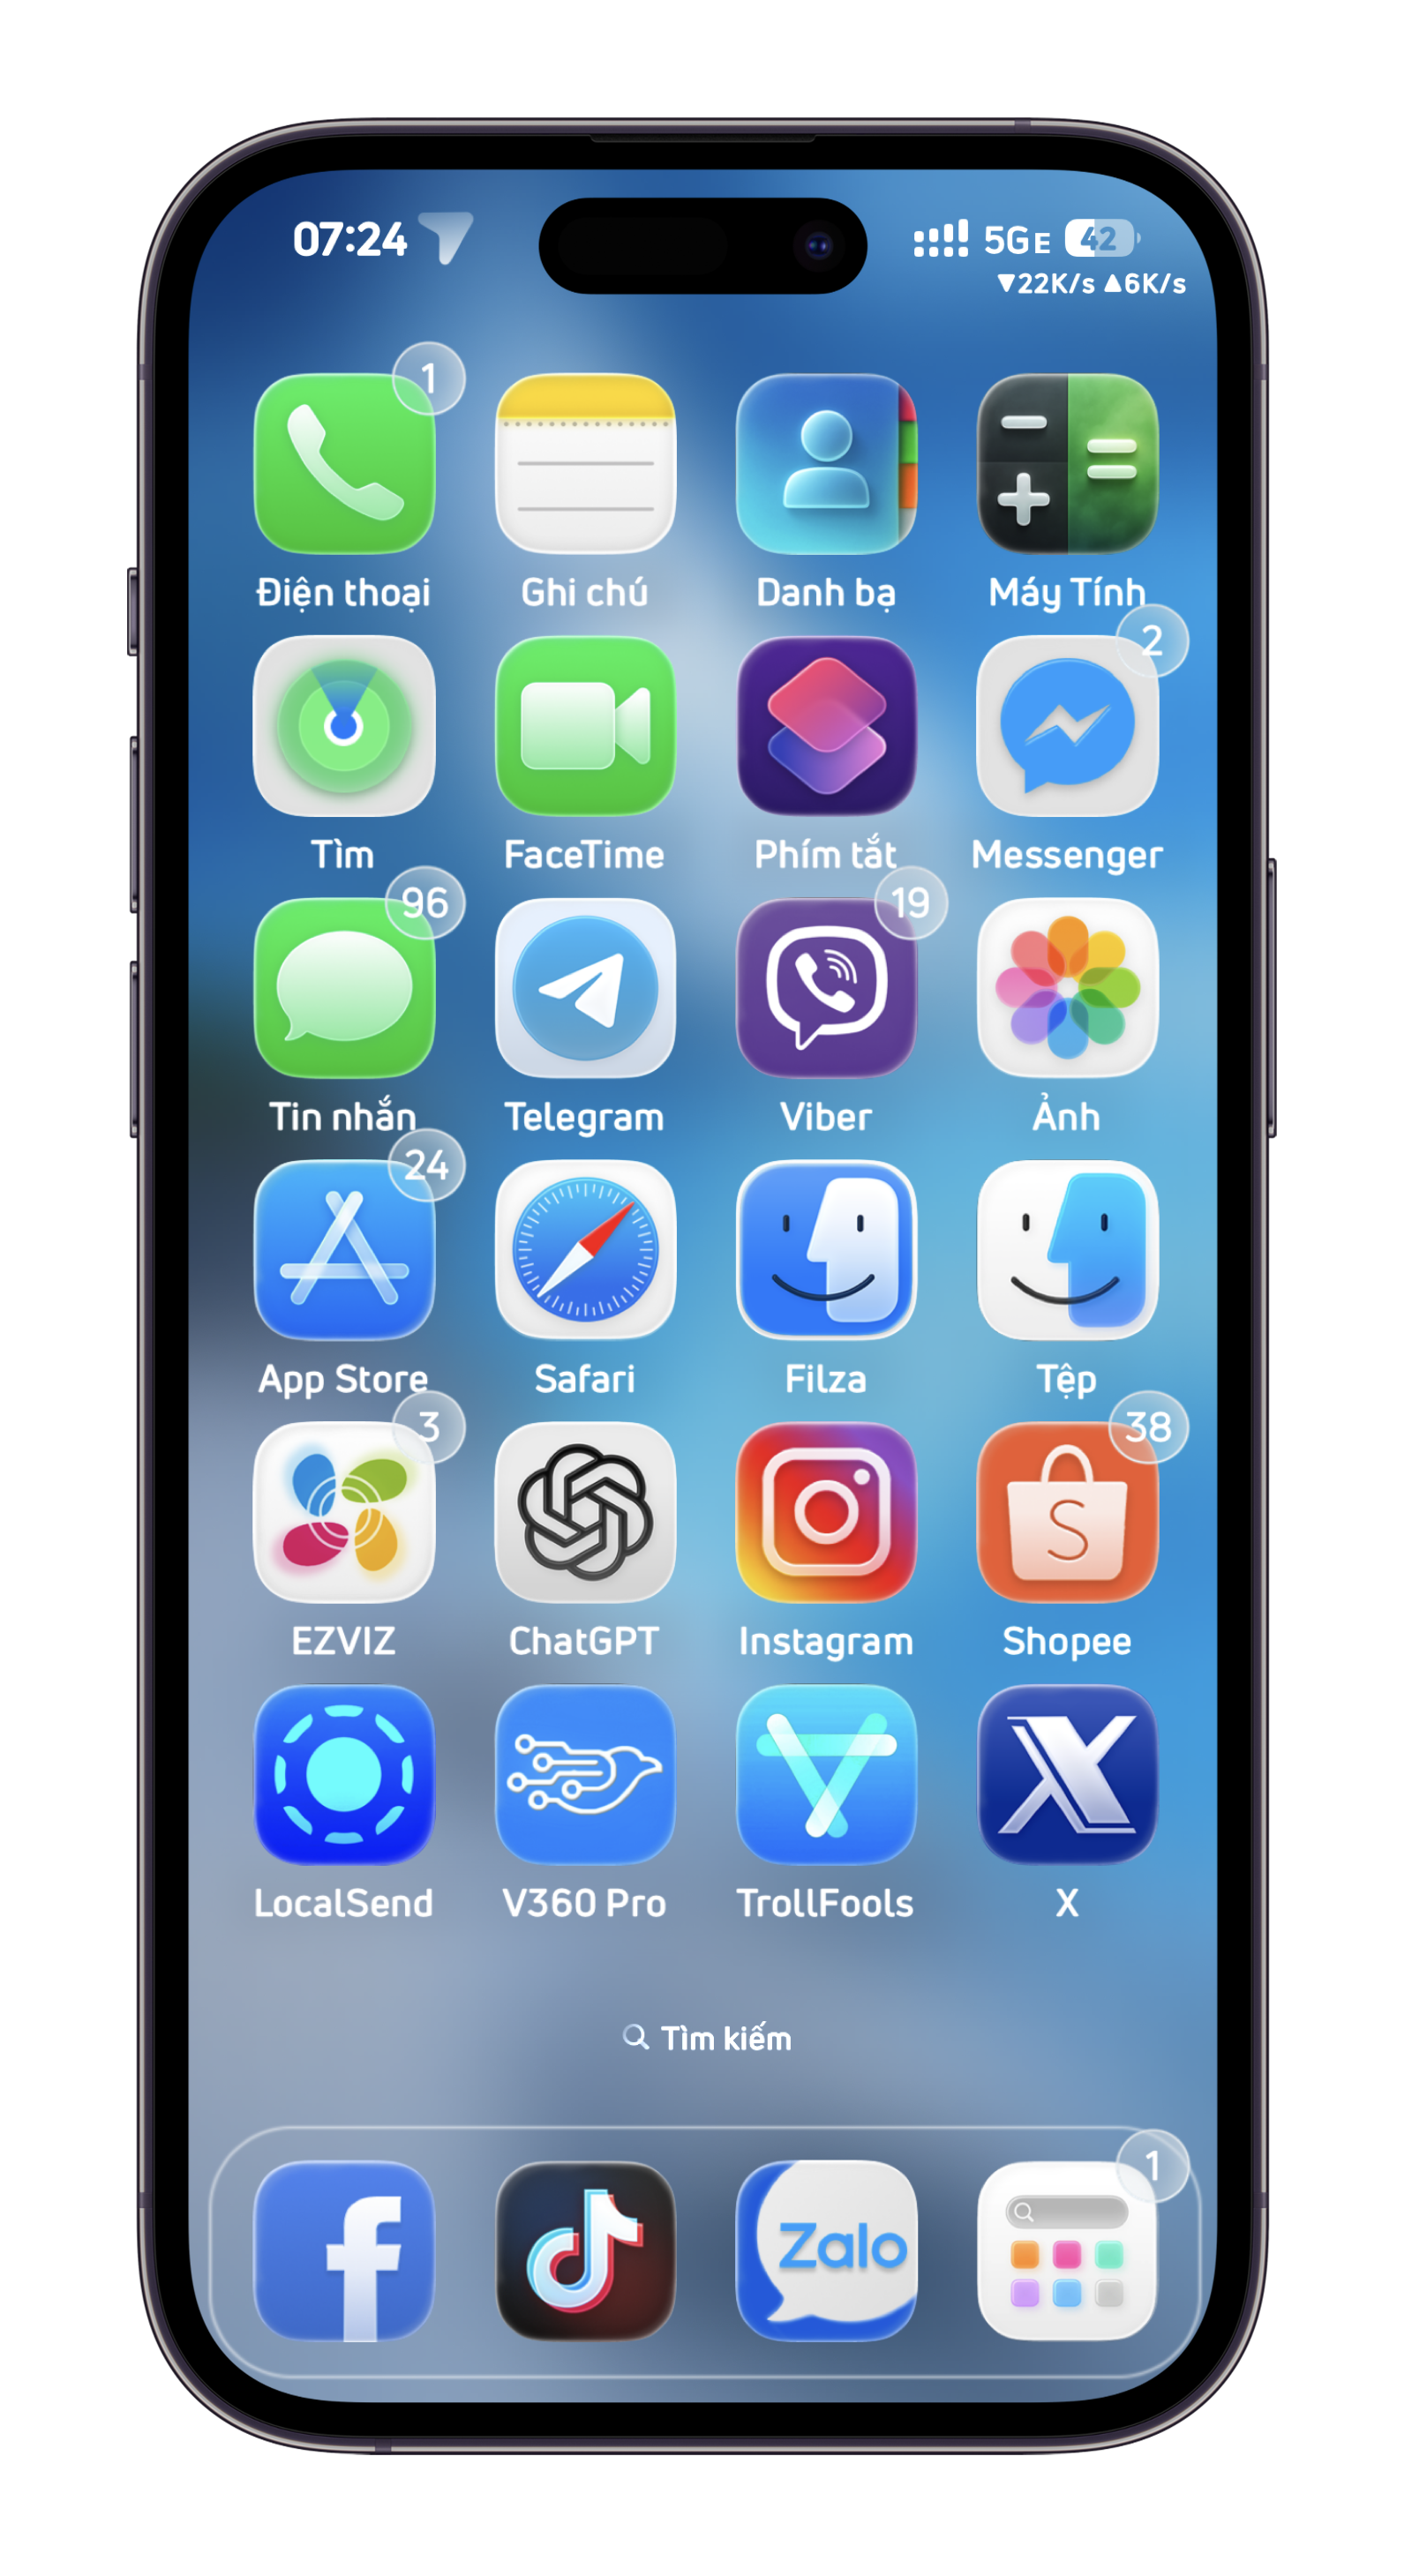 07:24 5GE 42
▼22K/s ▲6K/s
1
Điện thoại Ghi chú Danh bạ Máy Tính
2
Tìm FaceTime Phím tắt Messenger
96 19
Tin nhắn Telegram Viber Ảnh
24
App Store Safari Filza Tệp
3 38
S
EZVIZ ChatGPT Instagram Shopee
X
LocalSend V360 Pro TrollFools X
Tìm kiếm
1
f Zalo